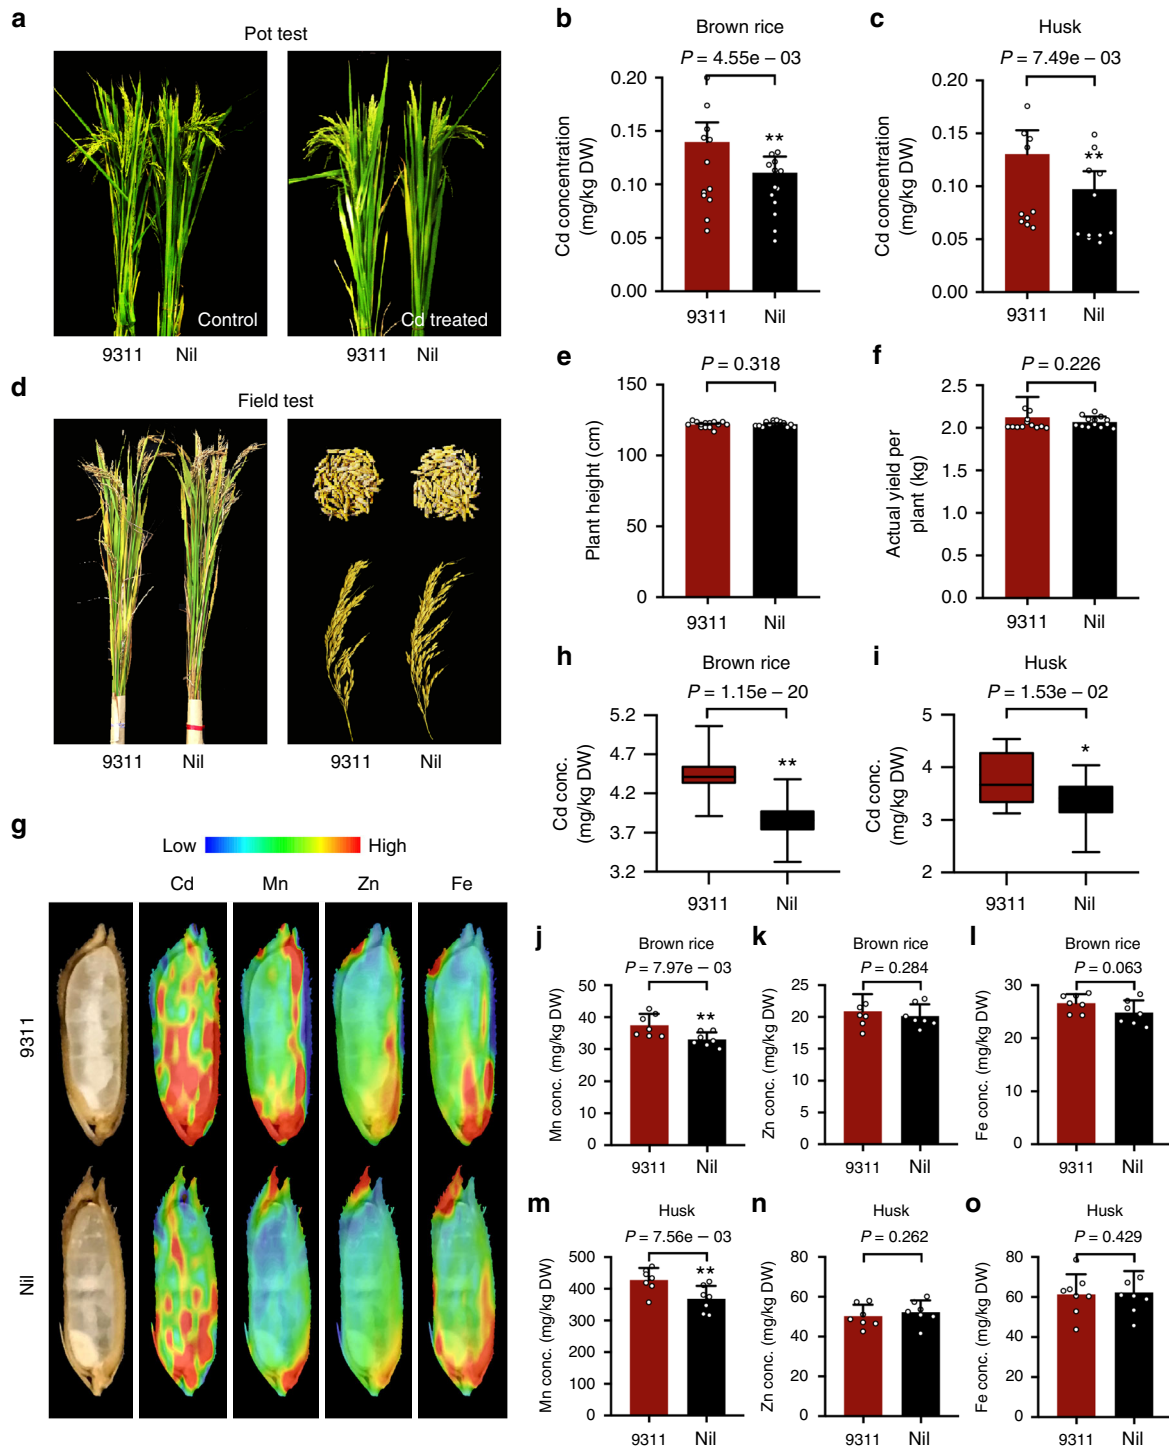 a
Pot test
Control
Cd treated
9311 Nil
9311 Nil
b
Brown rice
P = 4.55e – 03
Cd concentration
(mg/kg DW)
0.20
**
0.15
0.10
0.05
0.00
9311 Nil
c
Husk
P = 7.49e – 03
Cd concentration
(mg/kg DW)
0.20
0.15
**
0.10
0.05
0.00
9311 Nil
d
Field test
9311 Nil
9311 Nil
e
P = 0.318
Plant height (cm)
150
100
50
0
9311 Nil
f
P = 0.226
Actual yield per
plant (kg)
2.5
2.0
1.5
1.0
0.5
0.0
9311 Nil
g
Low High
Cd Mn Zn Fe
9311
Nil
h
Brown rice
P = 1.15e – 20
Cd conc.
(mg/kg DW)
5.2
4.7
**
4.2
3.7
3.2
9311 Nil
i
Husk
P = 1.53e – 02
Cd conc.
(mg/kg DW)
5
*
4
3
2
9311 Nil
j
Brown rice
P = 7.97e – 03
Mn conc. (mg/kg DW)
50
**
40
30
20
10
0
9311 Nil
k
Brown rice
P = 0.284
Zn conc. (mg/kg DW)
25
20
15
10
5
0
9311 Nil
l
Brown rice
P = 0.063
Fe conc. (mg/kg DW)
30
20
10
0
9311 Nil
m
Husk
P = 7.56e – 03
Mn conc. (mg/kg DW)
500
**
400
300
200
100
0
9311 Nil
n
Husk
P = 0.262
Zn conc. (mg/kg DW)
80
60
40
20
0
9311 Nil
o
Husk
P = 0.429
Fe conc. (mg/kg DW)
80
60
40
20
0
9311 Nil